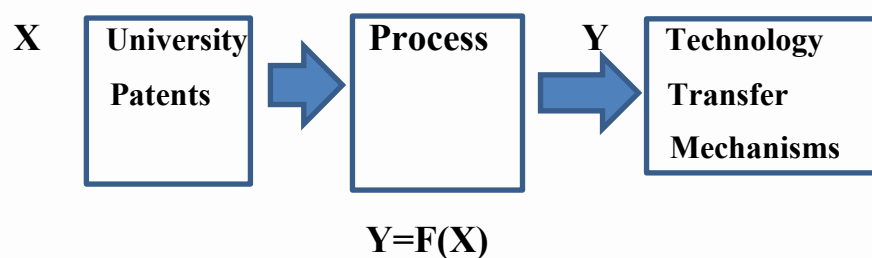 X
University
Patents
Process
Y
Technology
Transfer
Mechanisms
Y=F(X)